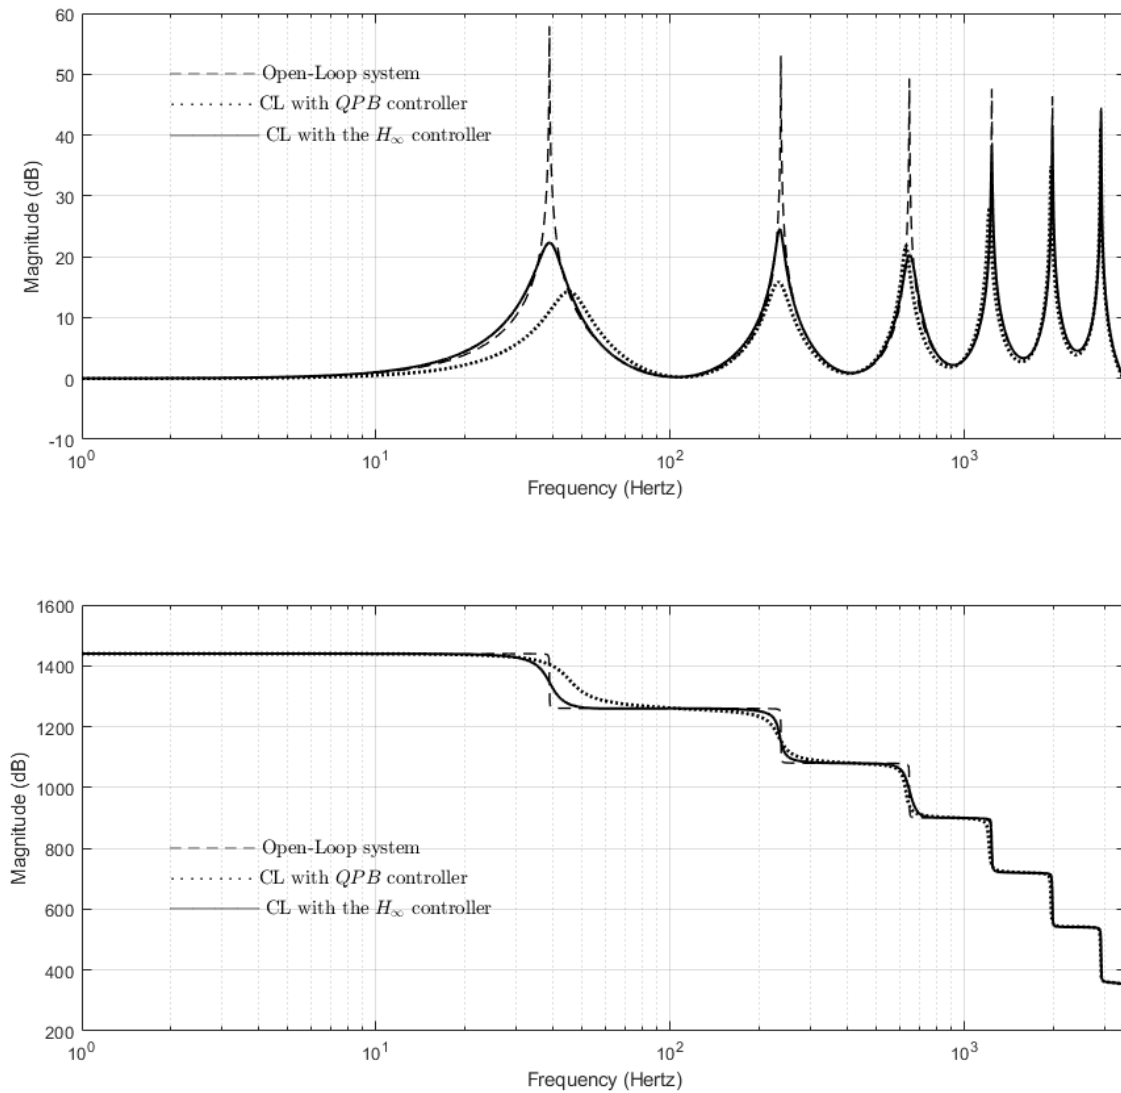 60
50
40
30
20
10
0
-10
Magnitude (dB)
Open-Loop system
CL with QPB controller
CL with the H∞ controller
10^0 10^1 10^2 10^3
Frequency (Hertz)
1600
1400
1200
1000
800
600
400
200
Magnitude (dB)
Open-Loop system
CL with QPB controller
CL with the H∞ controller
10^0 10^1 10^2 10^3
Frequency (Hertz)